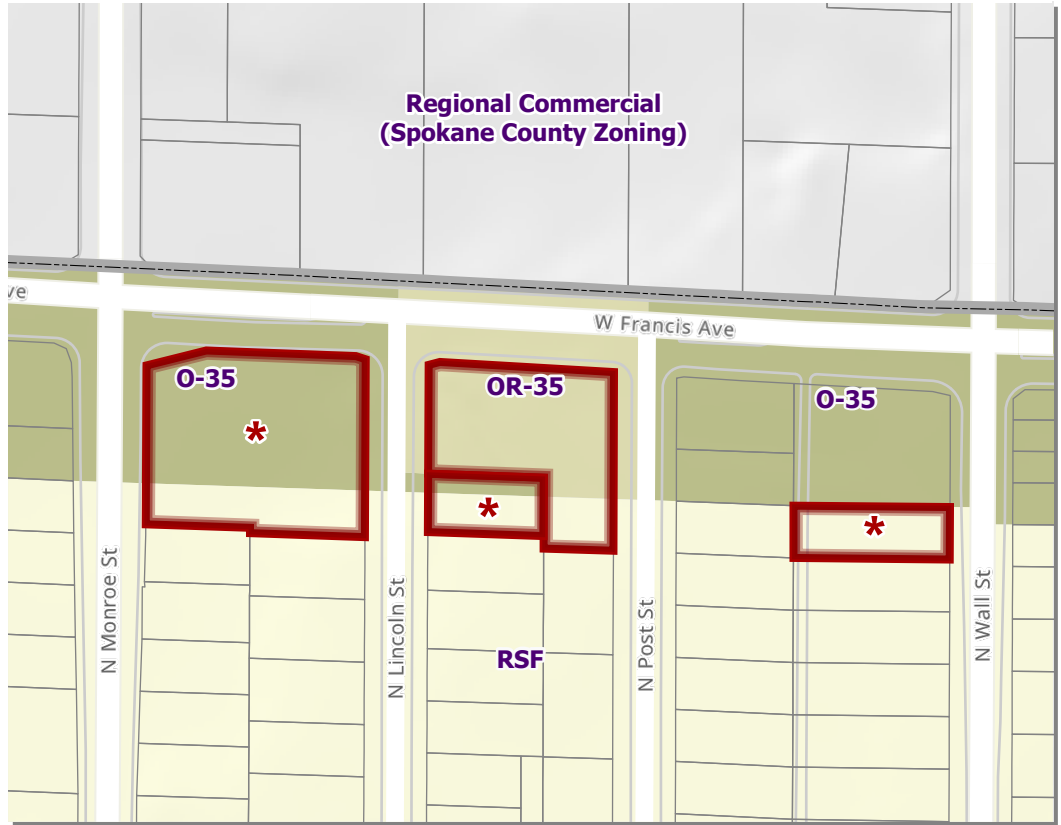 Regional Commercial
(Spokane County Zoning)
ve
W Francis Ave
O-35
OR-35
O-35
*
*
*
N Monroe St
N Lincoln St
N Post St
N Wall St
RSF